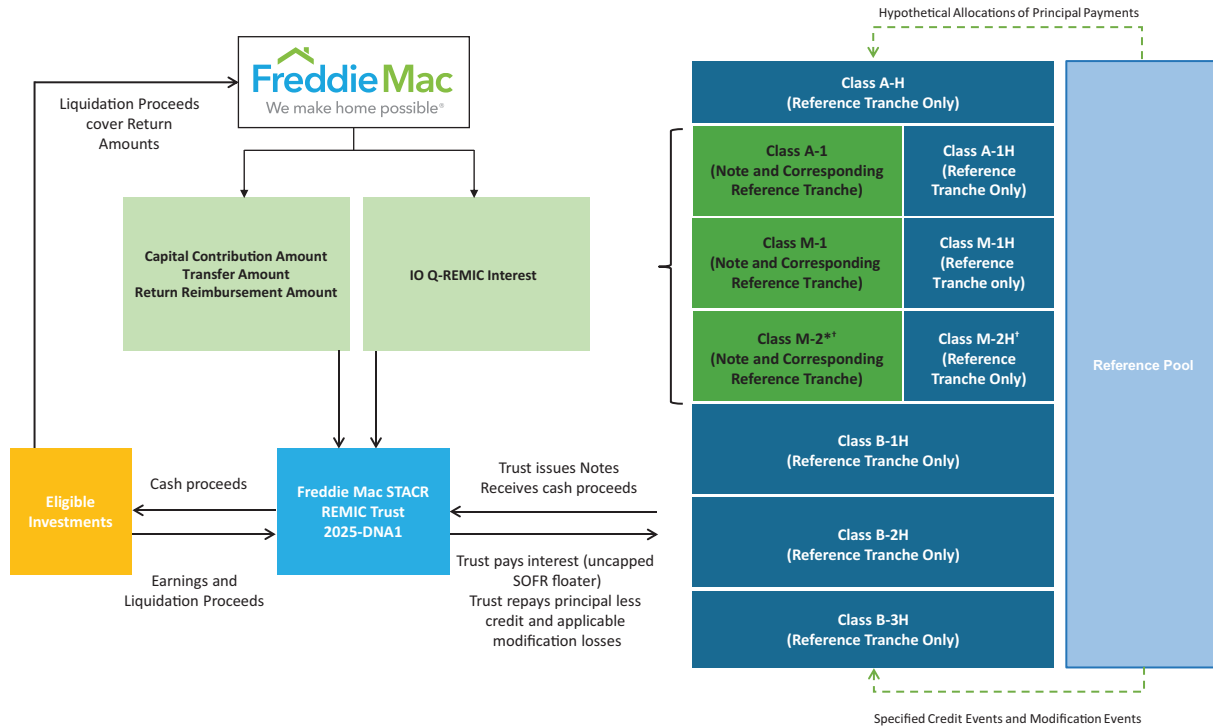 Hypothetical Allocations of Principal Payments
Freddie Mac
We make home possible®
Liquidation Proceeds
cover Return
Amounts
Capital Contribution Amount
Transfer Amount
Return Reimbursement Amount
IO Q-REMIC Interest
Eligible
Investments
Cash proceeds
Earnings and
Liquidation Proceeds
Freddie Mac STACR
REMIC Trust
2025-DNA1
Trust issues Notes
Receives cash proceeds
Trust pays interest (uncapped
SOFR floater)
Trust repays principal less
credit and applicable
modification losses
Class A-H
(Reference Tranche Only)
Class A-1
(Note and Corresponding
Reference Tranche)
Class A-1H
(Reference
Tranche Only)
Class M-1
(Note and Corresponding
Reference Tranche)
Class M-1H
(Reference
Tranche only)
Class M-2*†
(Note and Corresponding
Reference Tranche)
Class M-2H†
(Reference
Tranche Only)
Class B-1H
(Reference Tranche Only)
Class B-2H
(Reference Tranche Only)
Class B-3H
(Reference Tranche Only)
Reference Pool
Specified Credit Events and Modification Events